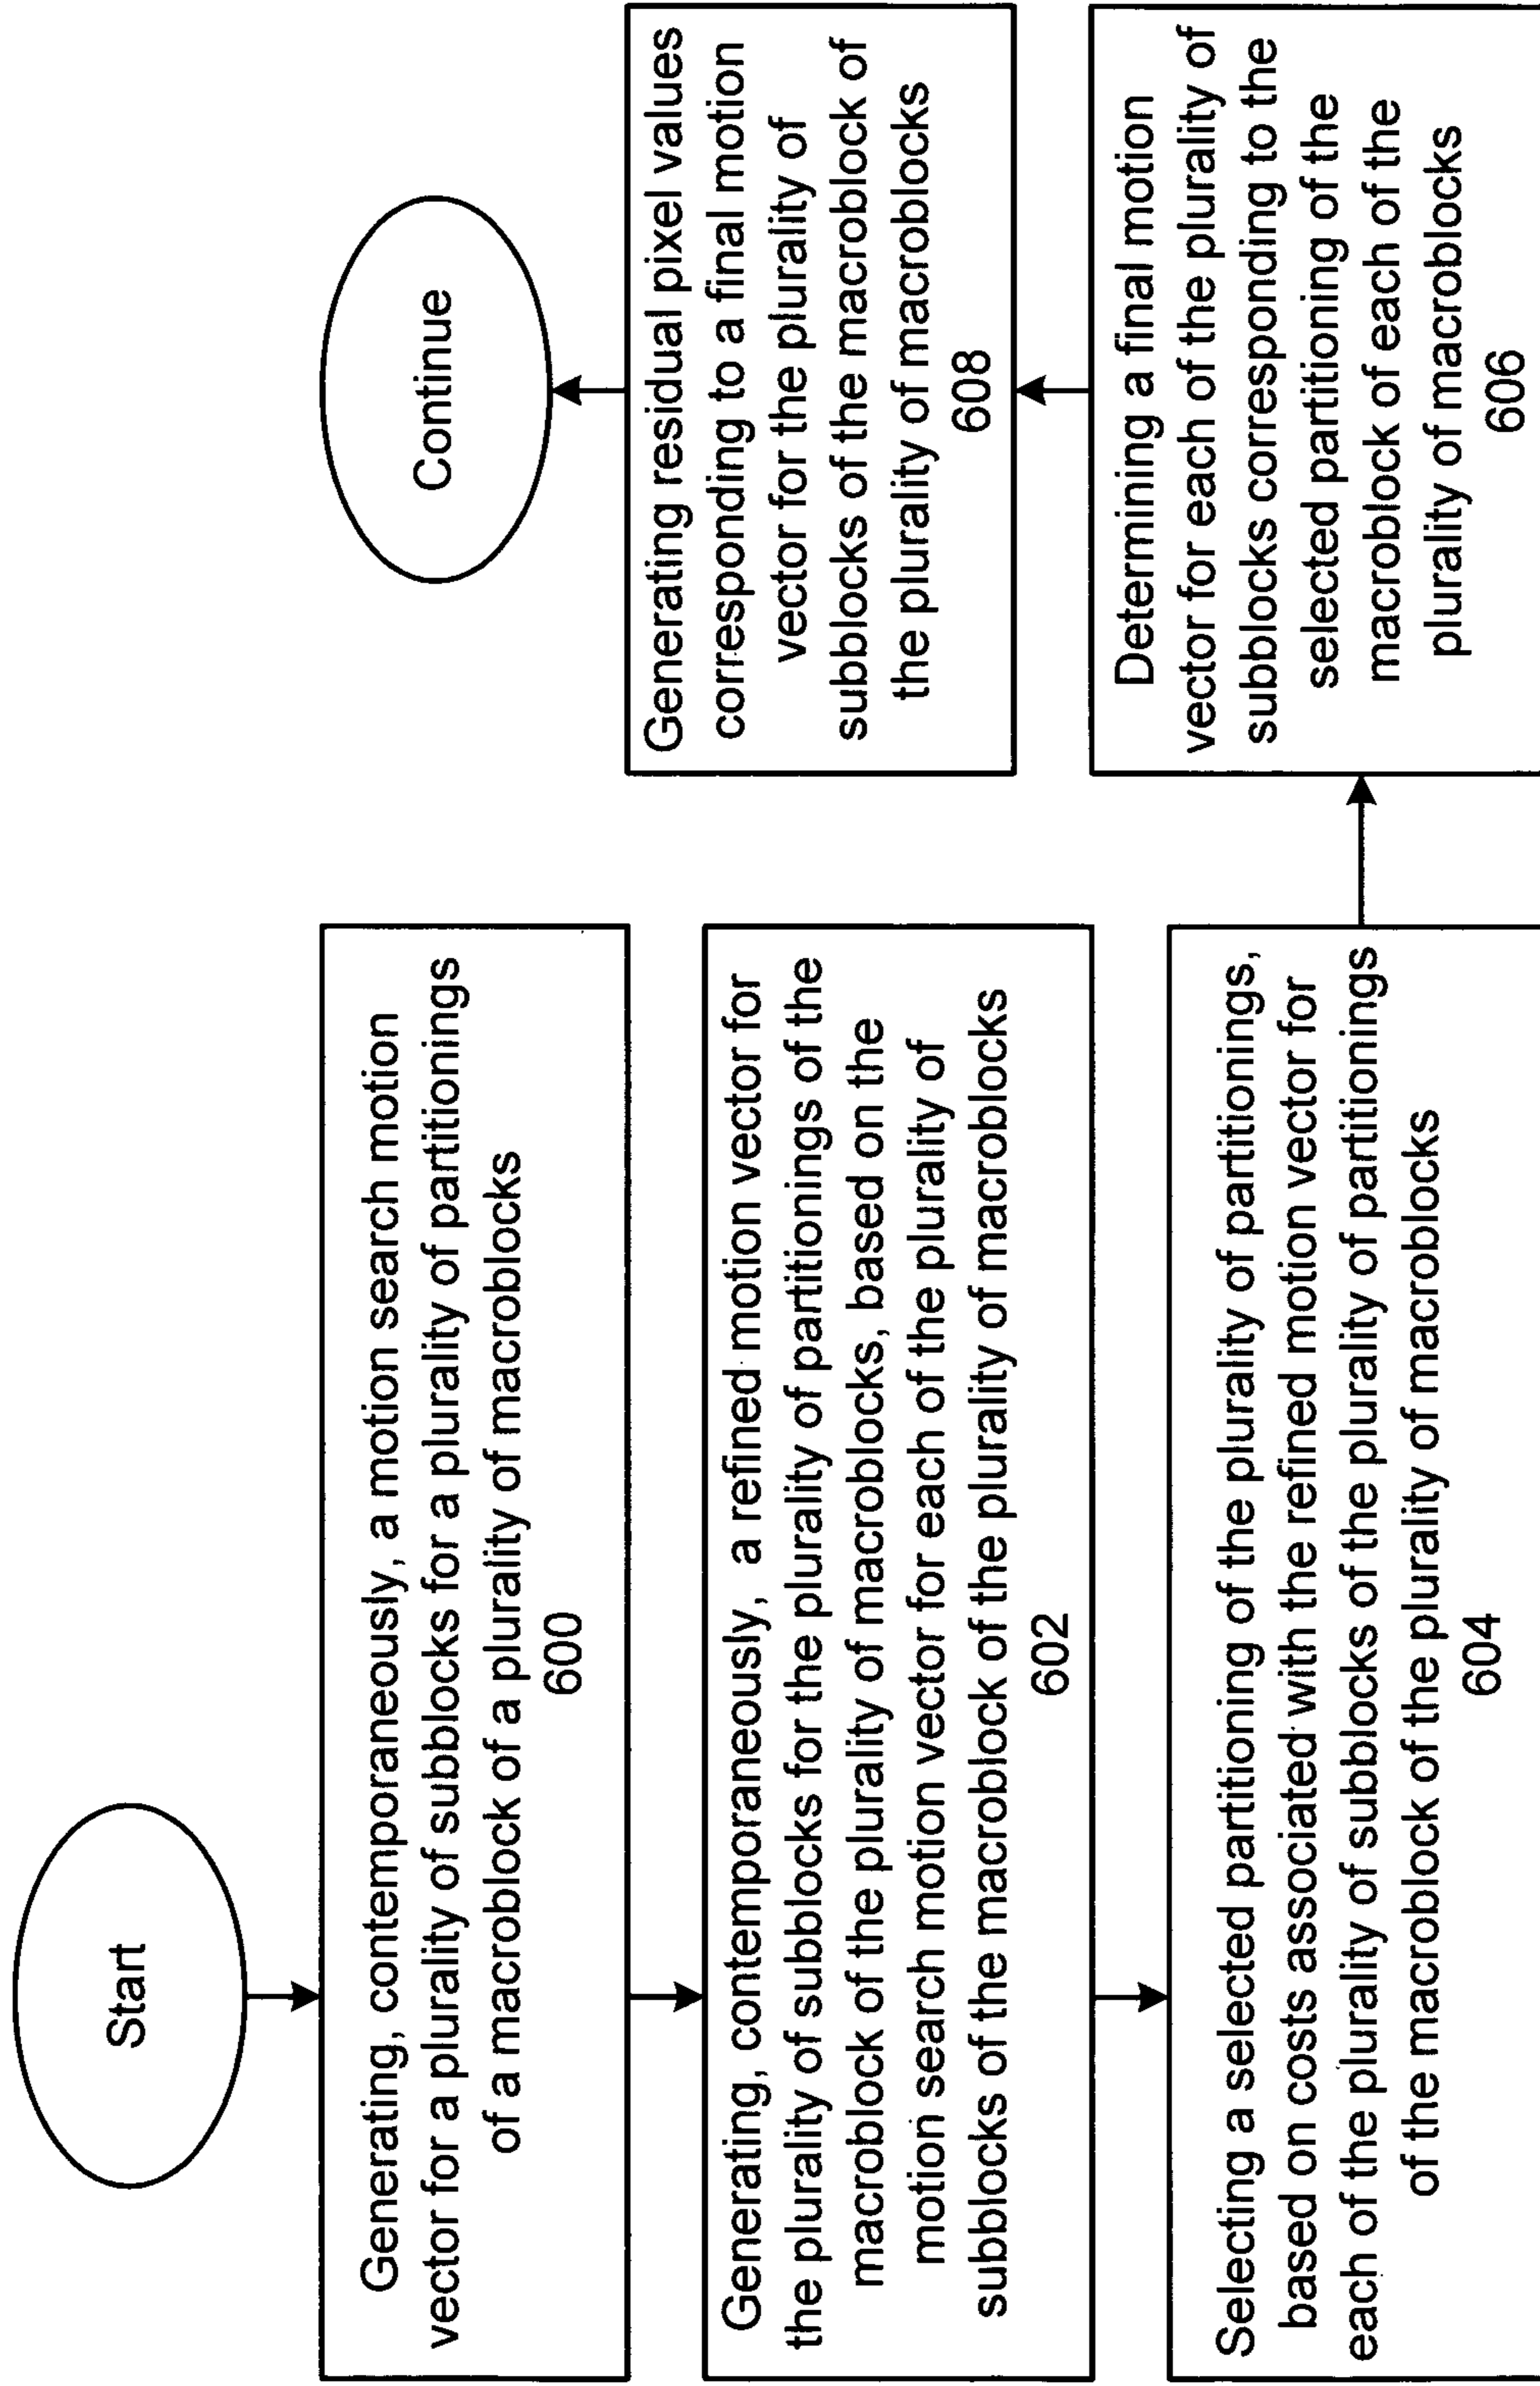 Start
Generating, contemporaneously, a motion search motion
vector for a plurality of subblocks for a plurality of partitionings
of a macroblock of a plurality of macroblocks
600
Generating, contemporaneously, a refined motion vector for
the plurality of subblocks for the plurality of partitionings of the
macroblock of the plurality of macroblocks, based on the
motion search motion vector for each of the plurality of
subblocks of the macroblock of the plurality of macroblocks
602
Selecting a selected partitioning of the plurality of partitionings,
based on costs associated with the refined motion vector for
each of the plurality of subblocks of the plurality of partitionings
of the macroblock of the plurality of macroblocks
604
Determining a final motion
vector for each of the plurality of
subblocks corresponding to the
selected partitioning of the
macroblock of each of the
plurality of macroblocks
606
Generating residual pixel values
corresponding to a final motion
vector for the plurality of
subblocks of the macroblock of
the plurality of macroblocks
608
Continue